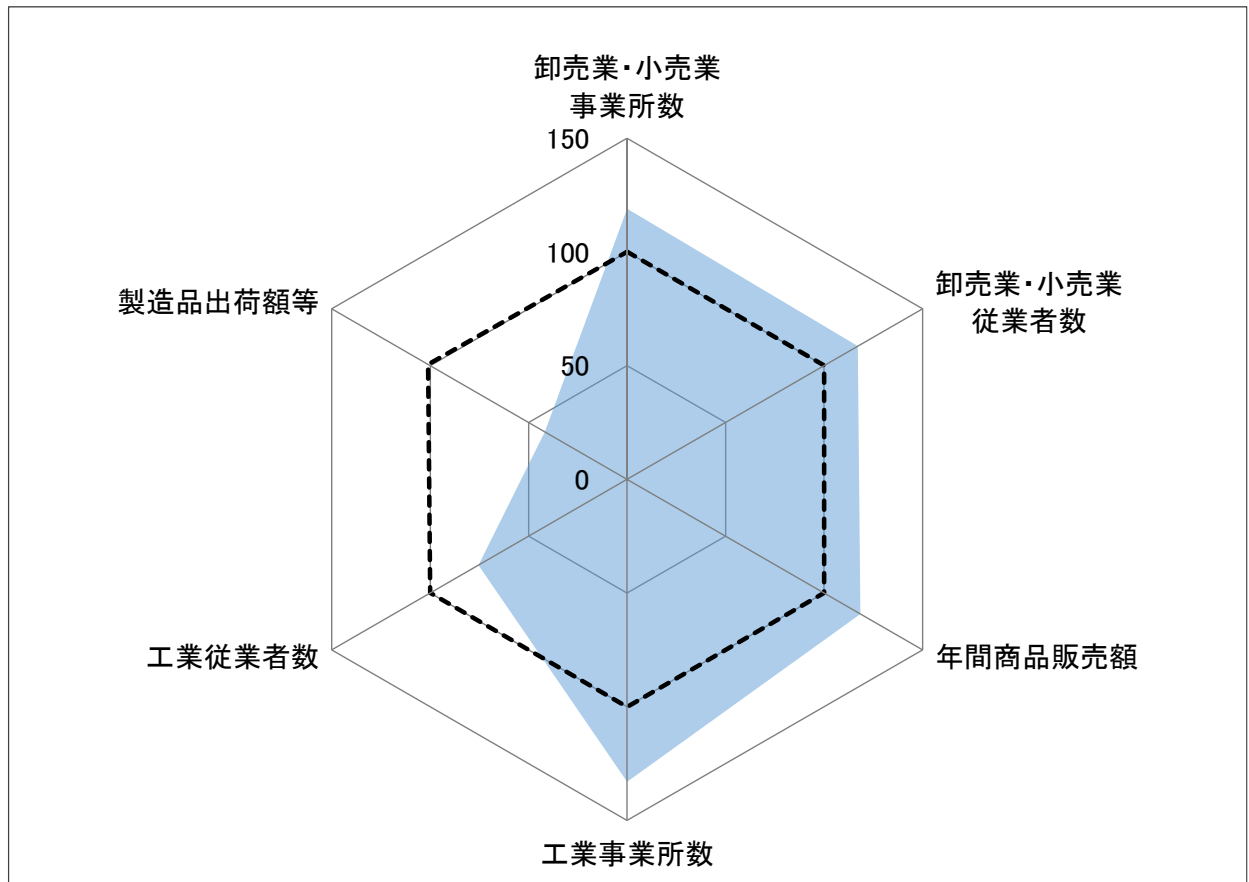 卸売業・小売業
事業所数
150
100
50
0
卸売業・小売業
従業者数
年間商品販売額
工業事業所数
工業従業者数
製造品出荷額等